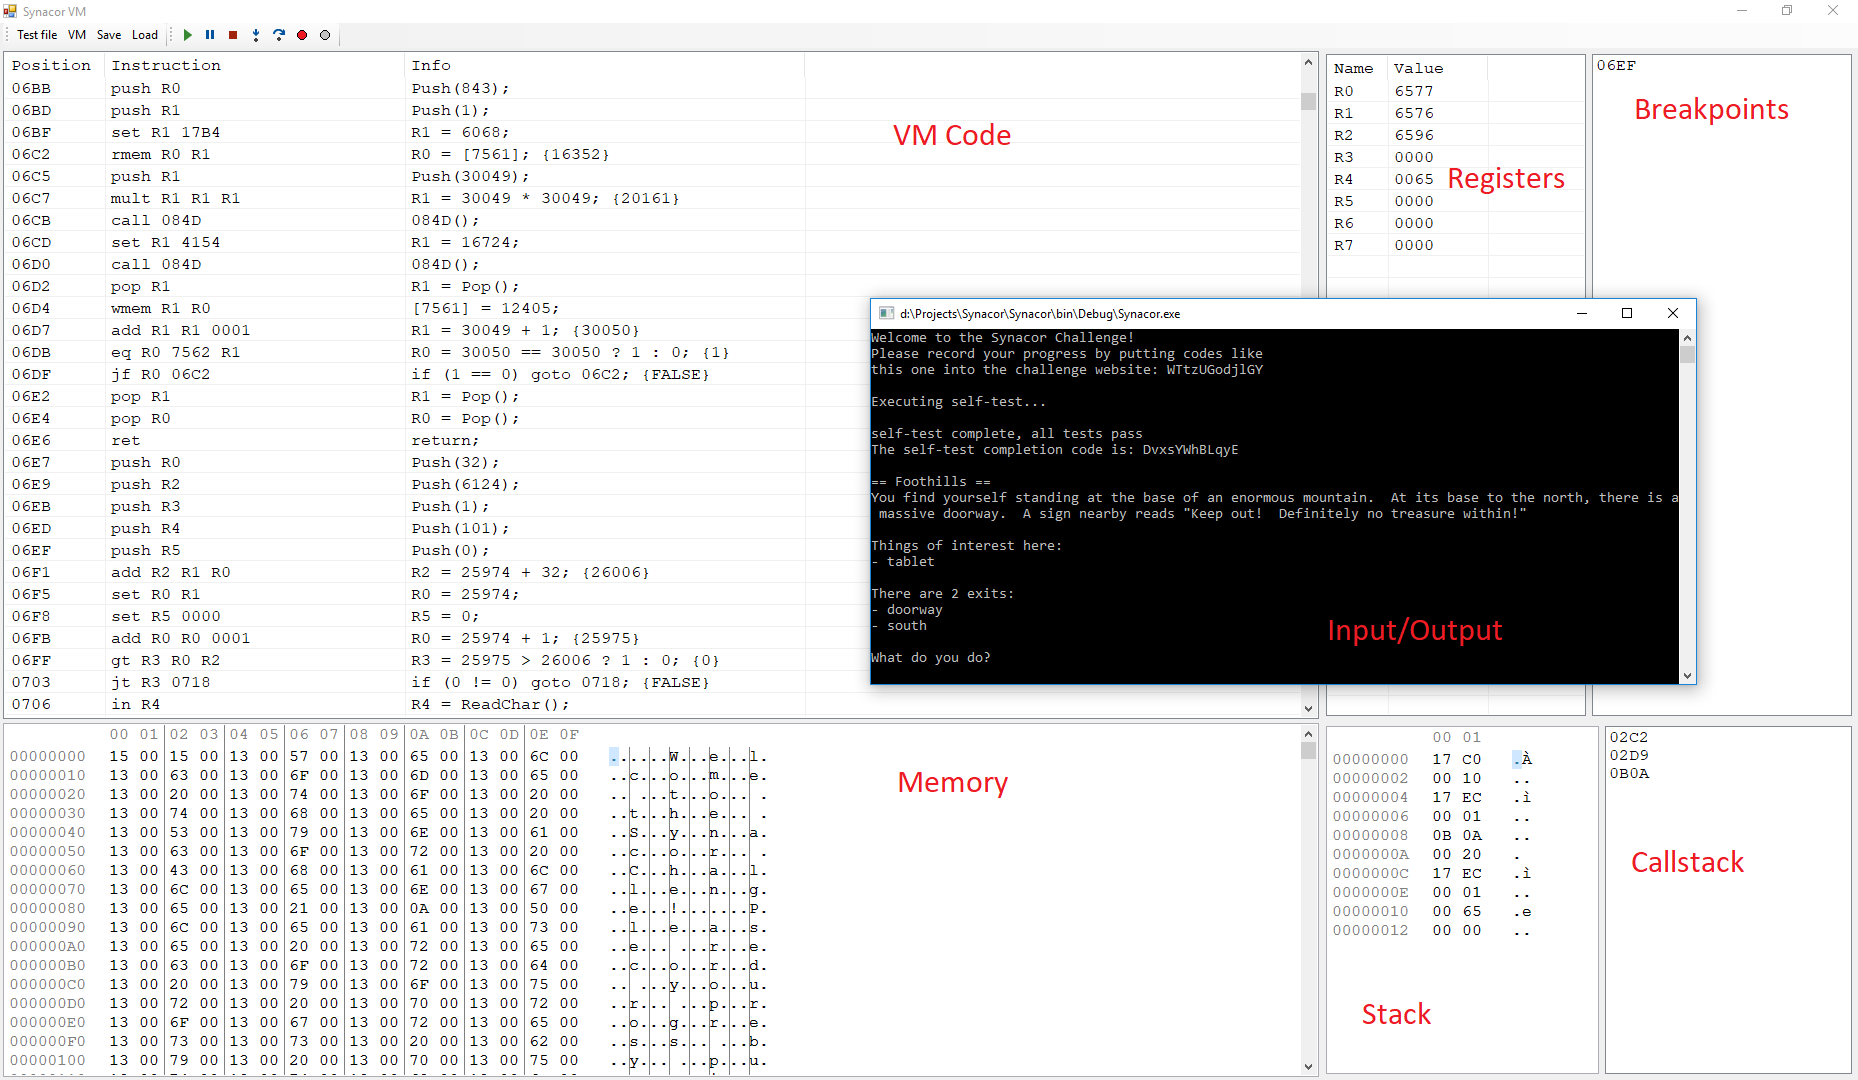 Synacor VM
Test file VM Save Load
Position Instruction Info
06BB push R0 Push(843);
06BD push R1 Push(1);
06BF set R1 17B4 R1 = 6068;
06C2 rmem R0 R1 R0 = [7561]; {16352}
06C5 push R1 Push(30049);
06C7 mult R1 R1 R1 R1 = 30049 * 30049; {20161}
06CB call 084D 084D();
06CD set R1 4154 R1 = 16724;
06D0 call 084D 084D();
06D2 pop R1 R1 = Pop();
06D4 wmem R1 R0 [7561] = 12405;
06D7 add R1 R1 0001 R1 = 30049 + 1; {30050}
06DB eq R0 7562 R1 R0 = 30050 == 30050 ? 1 : 0; {1}
06DF jf R0 06C2 if (1 == 0) goto 06C2; {FALSE}
06E2 pop R1 R1 = Pop();
06E4 pop R0 R0 = Pop();
06E6 ret return;
06E7 push R0 Push(32);
06E9 push R2 Push(6124);
06EB push R3 Push(1);
06ED push R4 Push(101);
06EF push R5 Push(0);
06F1 add R2 R1 R0 R2 = 25974 + 32; {26006}
06F5 set R0 R1 R0 = 25974;
06F8 set R5 0000 R5 = 0;
06FB add R0 R0 0001 R0 = 25974 + 1; {25975}
06FF gt R3 R0 R2 R3 = 25975 > 26006 ? 1 : 0; {0}
0703 jt R3 0718 if (0 != 0) goto 0718; {FALSE}
0706 in R4 R4 = ReadChar();
VM Code
Name Value
R0 6577
R1 6576
R2 6596
R3 0000
R4 0065
R5 0000
R6 0000
R7 0000
Registers
06EF
Breakpoints
d:\Projects\Synacor\Synacor\bin\Debug\Synacor.exe
Welcome to the Synacor Challenge!
Please record your progress by putting codes like
this one into the challenge website: WTtzUGodjlGY
Executing self-test...
self-test complete, all tests pass
The self-test completion code is: DvxsYWhBLqyE
== Foothills ==
You find yourself standing at the base of an enormous mountain.  At its base to the north, there is a
 massive doorway.  A sign nearby reads "Keep out!  Definitely no treasure within!"
Things of interest here:
- tablet
There are 2 exits:
- doorway
- south
What do you do?
Input/Output
00 01 02 03 04 05 06 07 08 09 0A 0B 0C 0D 0E 0F
00000000 15 00 15 00 13 00 57 00 13 00 65 00 13 00 6C 00 ......W...e...l.
00000010 13 00 63 00 13 00 6F 00 13 00 6D 00 13 00 65 00 ..c...o...m...e.
00000020 13 00 20 00 13 00 74 00 13 00 6F 00 13 00 20 00 .. ...t...o... .
00000030 13 00 74 00 13 00 68 00 13 00 65 00 13 00 20 00 ..t...h...e... .
00000040 13 00 53 00 13 00 79 00 13 00 6E 00 13 00 61 00 ..S...y...n...a.
00000050 13 00 63 00 13 00 6F 00 13 00 72 00 13 00 20 00 ..c...o...r... .
00000060 13 00 43 00 13 00 68 00 13 00 61 00 13 00 6C 00 ..C...h...a...l.
00000070 13 00 6C 00 13 00 65 00 13 00 6E 00 13 00 67 00 ..l...e...n...g.
00000080 13 00 65 00 13 00 21 00 13 00 0A 00 13 00 50 00 ..e...!.......P.
00000090 13 00 6C 00 13 00 65 00 13 00 61 00 13 00 73 00 ..l...e...a...s.
000000A0 13 00 65 00 13 00 20 00 13 00 72 00 13 00 65 00 ..e... ...r...e.
000000B0 13 00 63 00 13 00 6F 00 13 00 72 00 13 00 64 00 ..c...o...r...d.
000000C0 13 00 20 00 13 00 79 00 13 00 6F 00 13 00 75 00 .. ...y...o...u.
000000D0 13 00 72 00 13 00 20 00 13 00 70 00 13 00 72 00 ..r... ...p...r.
000000E0 13 00 6F 00 13 00 67 00 13 00 72 00 13 00 65 00 ..o...g...r...e.
000000F0 13 00 73 00 13 00 73 00 13 00 20 00 13 00 62 00 ..s...s... ...b.
00000100 13 00 79 00 13 00 20 00 13 00 70 00 13 00 75 00 ..y... ...p...u.
Memory
00 01
00000000 17 C0 .À
00000002 00 10 ..
00000004 17 EC .ì
00000006 00 01 ..
00000008 0B 0A ..
0000000A 00 20 .
0000000C 17 EC .ì
0000000E 00 01 ..
00000010 00 65 .e
00000012 00 00 ..
Stack
02C2
02D9
0B0A
Callstack